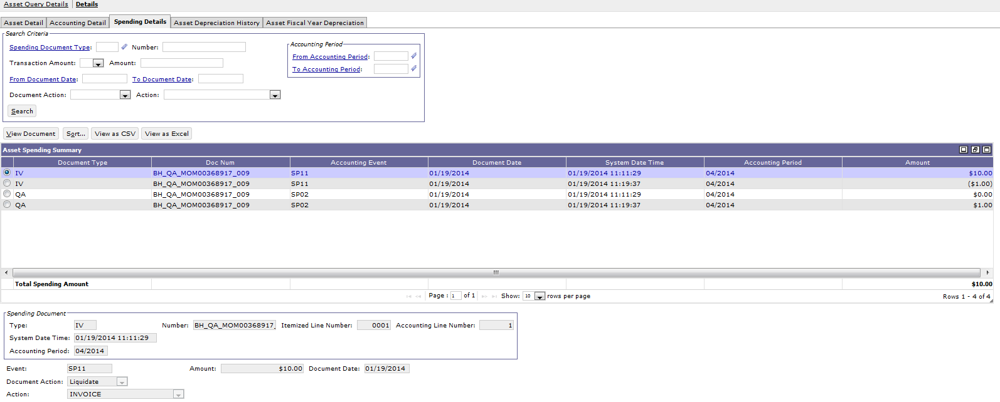 Asset Query Details Details
Asset Detail Accounting Detail Spending Details Asset Depreciation History Asset Fiscal Year Depreciation
Search Criteria
Spending Document Type: Number:
Accounting Period
From Accounting Period:
Transaction Amount: Amount:
To Accounting Period:
From Document Date: To Document Date:
Document Action: Action:
Search
View Document Sort... View as CSV View as Excel
Asset Spending Summary
Document Type Doc Num Accounting Event Document Date System Date Time Accounting Period Amount
IV BH_QA_MOM00368917_009 SP11 01/19/2014 01/19/2014 11:11:29 04/2014 $10.00
IV BH_QA_MOM00368917_009 SP11 01/19/2014 01/19/2014 11:19:37 04/2014 ($1.00)
QA BH_QA_MOM00368917_009 SP02 01/19/2014 01/19/2014 11:11:29 04/2014 $0.00
QA BH_QA_MOM00368917_009 SP02 01/19/2014 01/19/2014 11:19:37 04/2014 $1.00
Total Spending Amount $10.00
Page : 1 of 1 Show: 10 rows per page Rows 1 - 4 of 4
Spending Document
Type: IV Number: BH_QA_MOM00368917_ Itemized Line Number: 0001 Accounting Line Number: 1
System Date Time: 01/19/2014 11:11:29
Accounting Period: 04/2014
Event: SP11 Amount: $10.00 Document Date: 01/19/2014
Document Action: Liquidate
Action: INVOICE